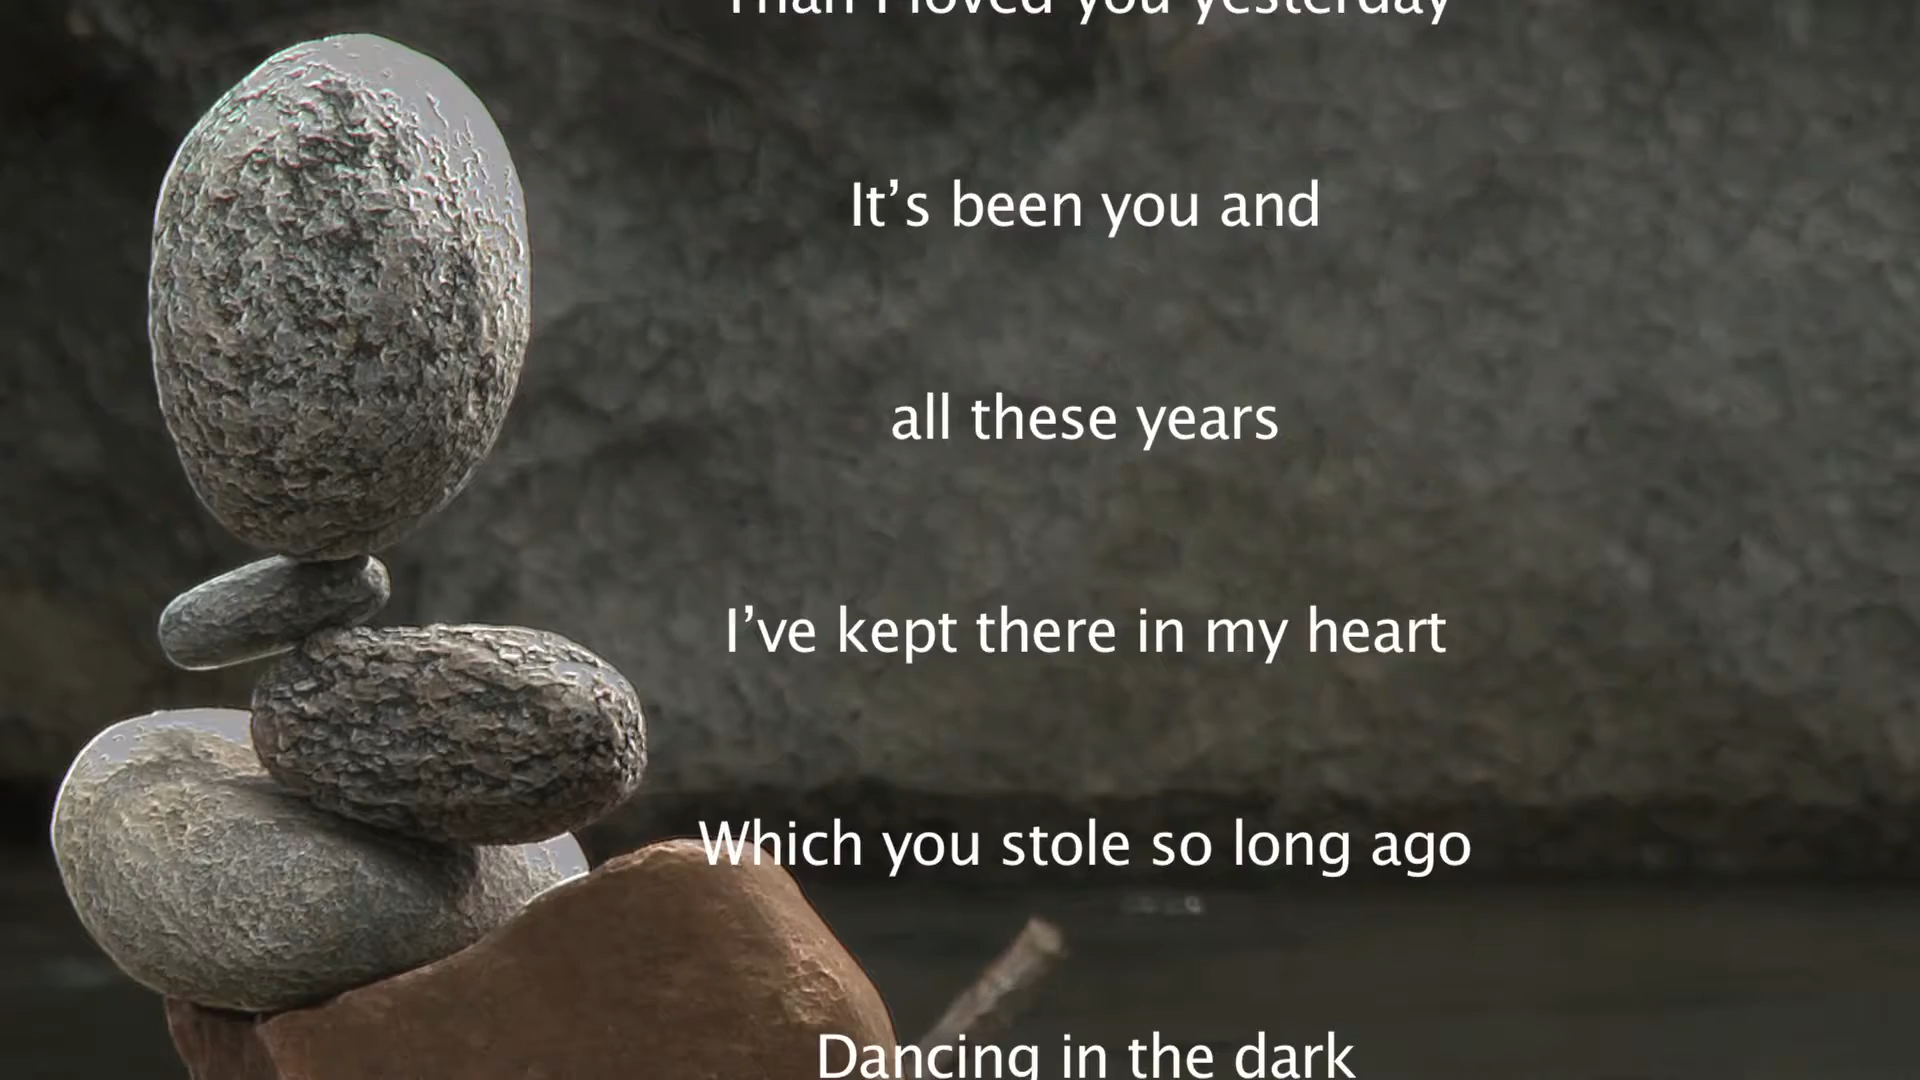 Than I loved you yesterday
It’s been you and
all these years
I’ve kept there in my heart
Which you stole so long ago
Dancing in the dark